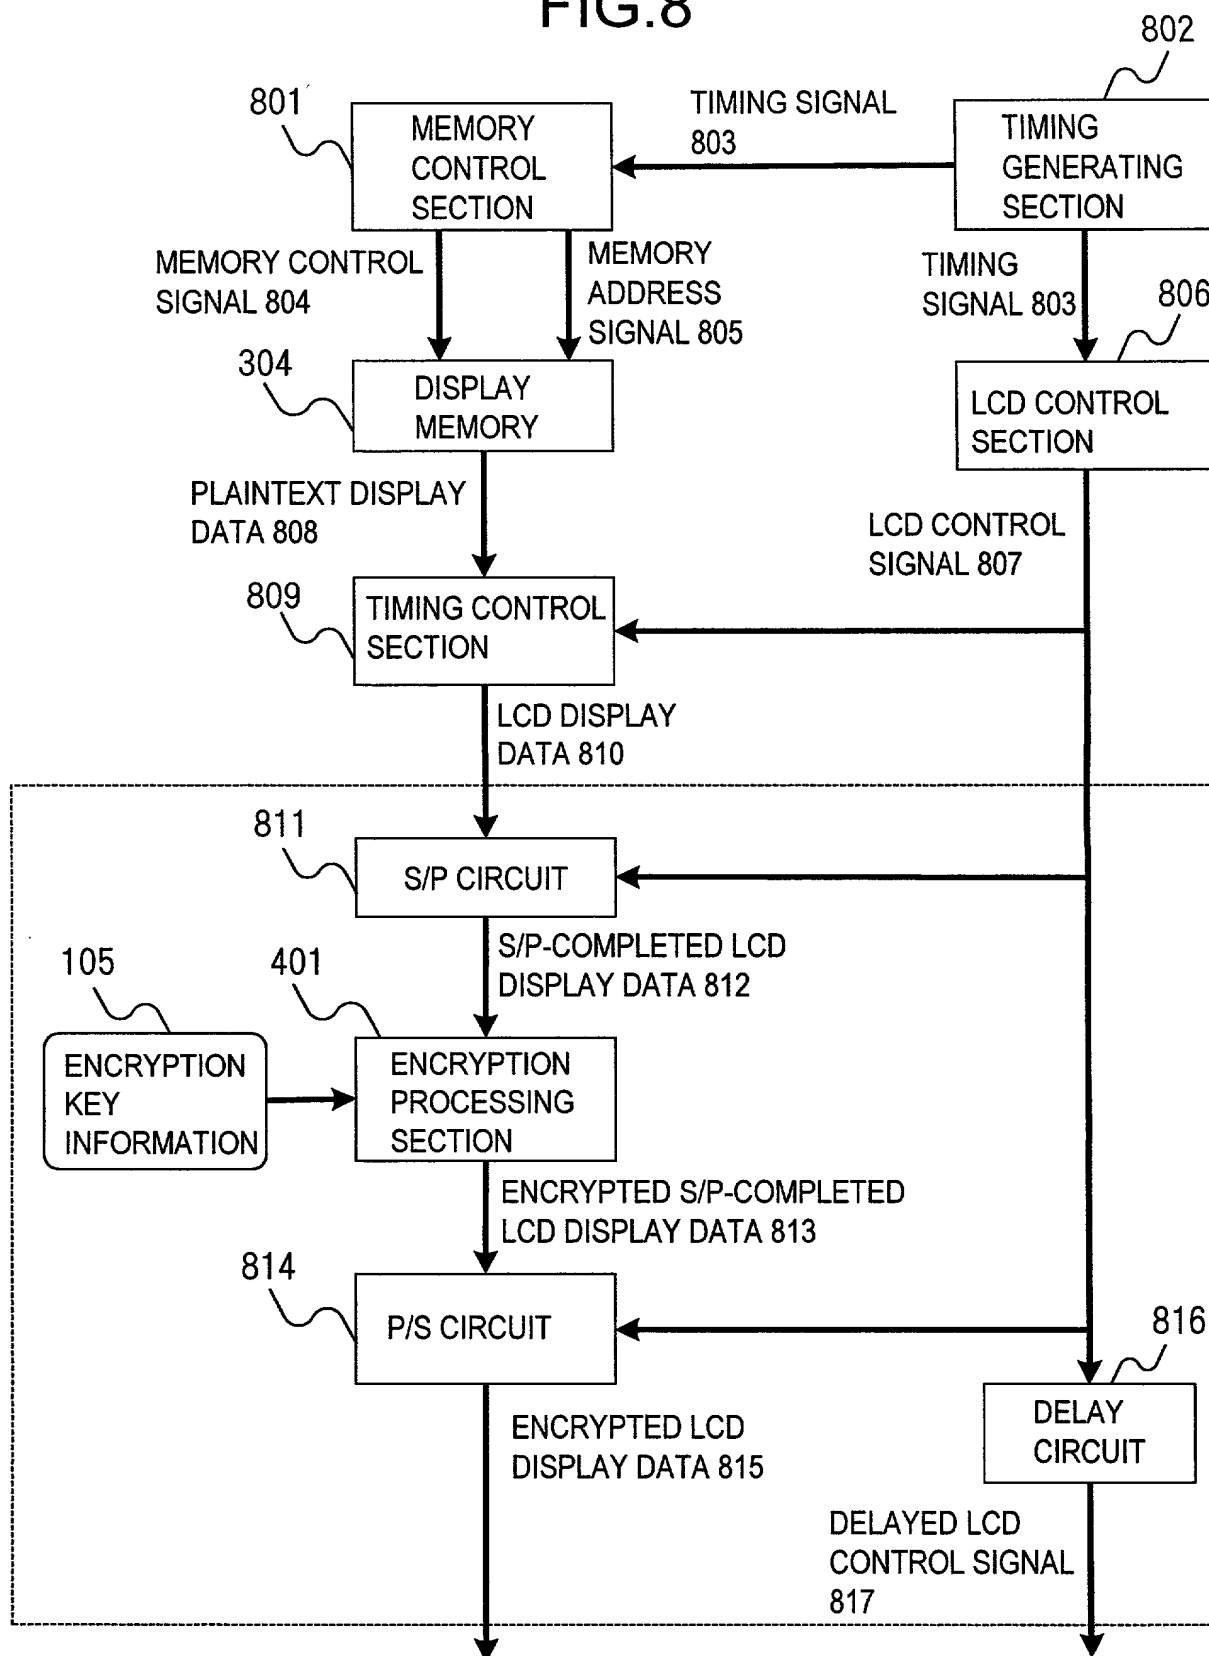 FIG.8
802
801
TIMING SIGNAL
803
MEMORY
CONTROL
SECTION
TIMING
GENERATING
SECTION
MEMORY CONTROL
SIGNAL 804
MEMORY
ADDRESS
SIGNAL 805
TIMING
SIGNAL 803
806
304
DISPLAY
MEMORY
LCD CONTROL
SECTION
PLAINTEXT DISPLAY
DATA 808
LCD CONTROL
SIGNAL 807
809
TIMING CONTROL
SECTION
LCD DISPLAY
DATA 810
811
S/P CIRCUIT
S/P-COMPLETED LCD
DISPLAY DATA 812
105
401
ENCRYPTION
KEY
INFORMATION
ENCRYPTION
PROCESSING
SECTION
ENCRYPTED S/P-COMPLETED
LCD DISPLAY DATA 813
814
P/S CIRCUIT
816
DELAY
CIRCUIT
ENCRYPTED LCD
DISPLAY DATA 815
DELAYED LCD
CONTROL SIGNAL
817